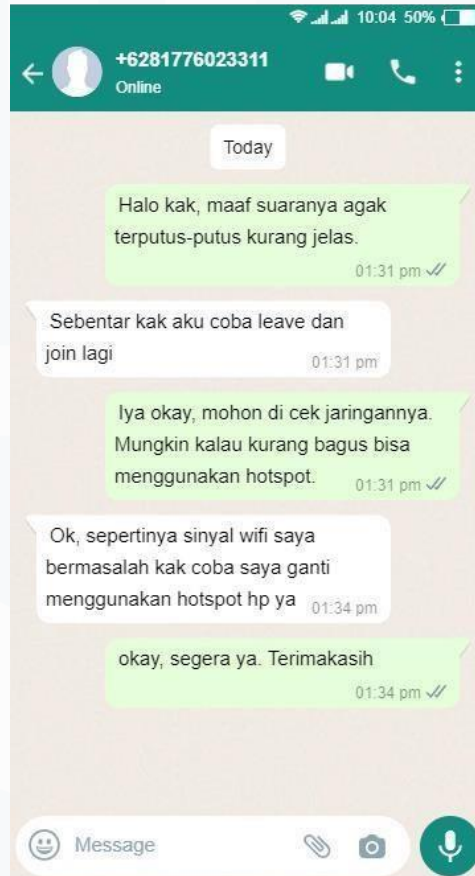 10:04 50%
+6281776023311
Online
Today
Halo kak, maaf suaranya agak
terputus-putus kurang jelas.
01:31 pm
Sebentar kak aku coba leave dan
join lagi
01:31 pm
Iya okay, mohon di cek jaringannya.
Mungkin kalau kurang bagus bisa
menggunakan hotspot.
01:31 pm
Ok, sepertinya sinyal wifi saya
bermasalah kak coba saya ganti
menggunakan hotspot hp ya
01:34 pm
okay, segera ya. Terimakasih
01:34 pm
Message